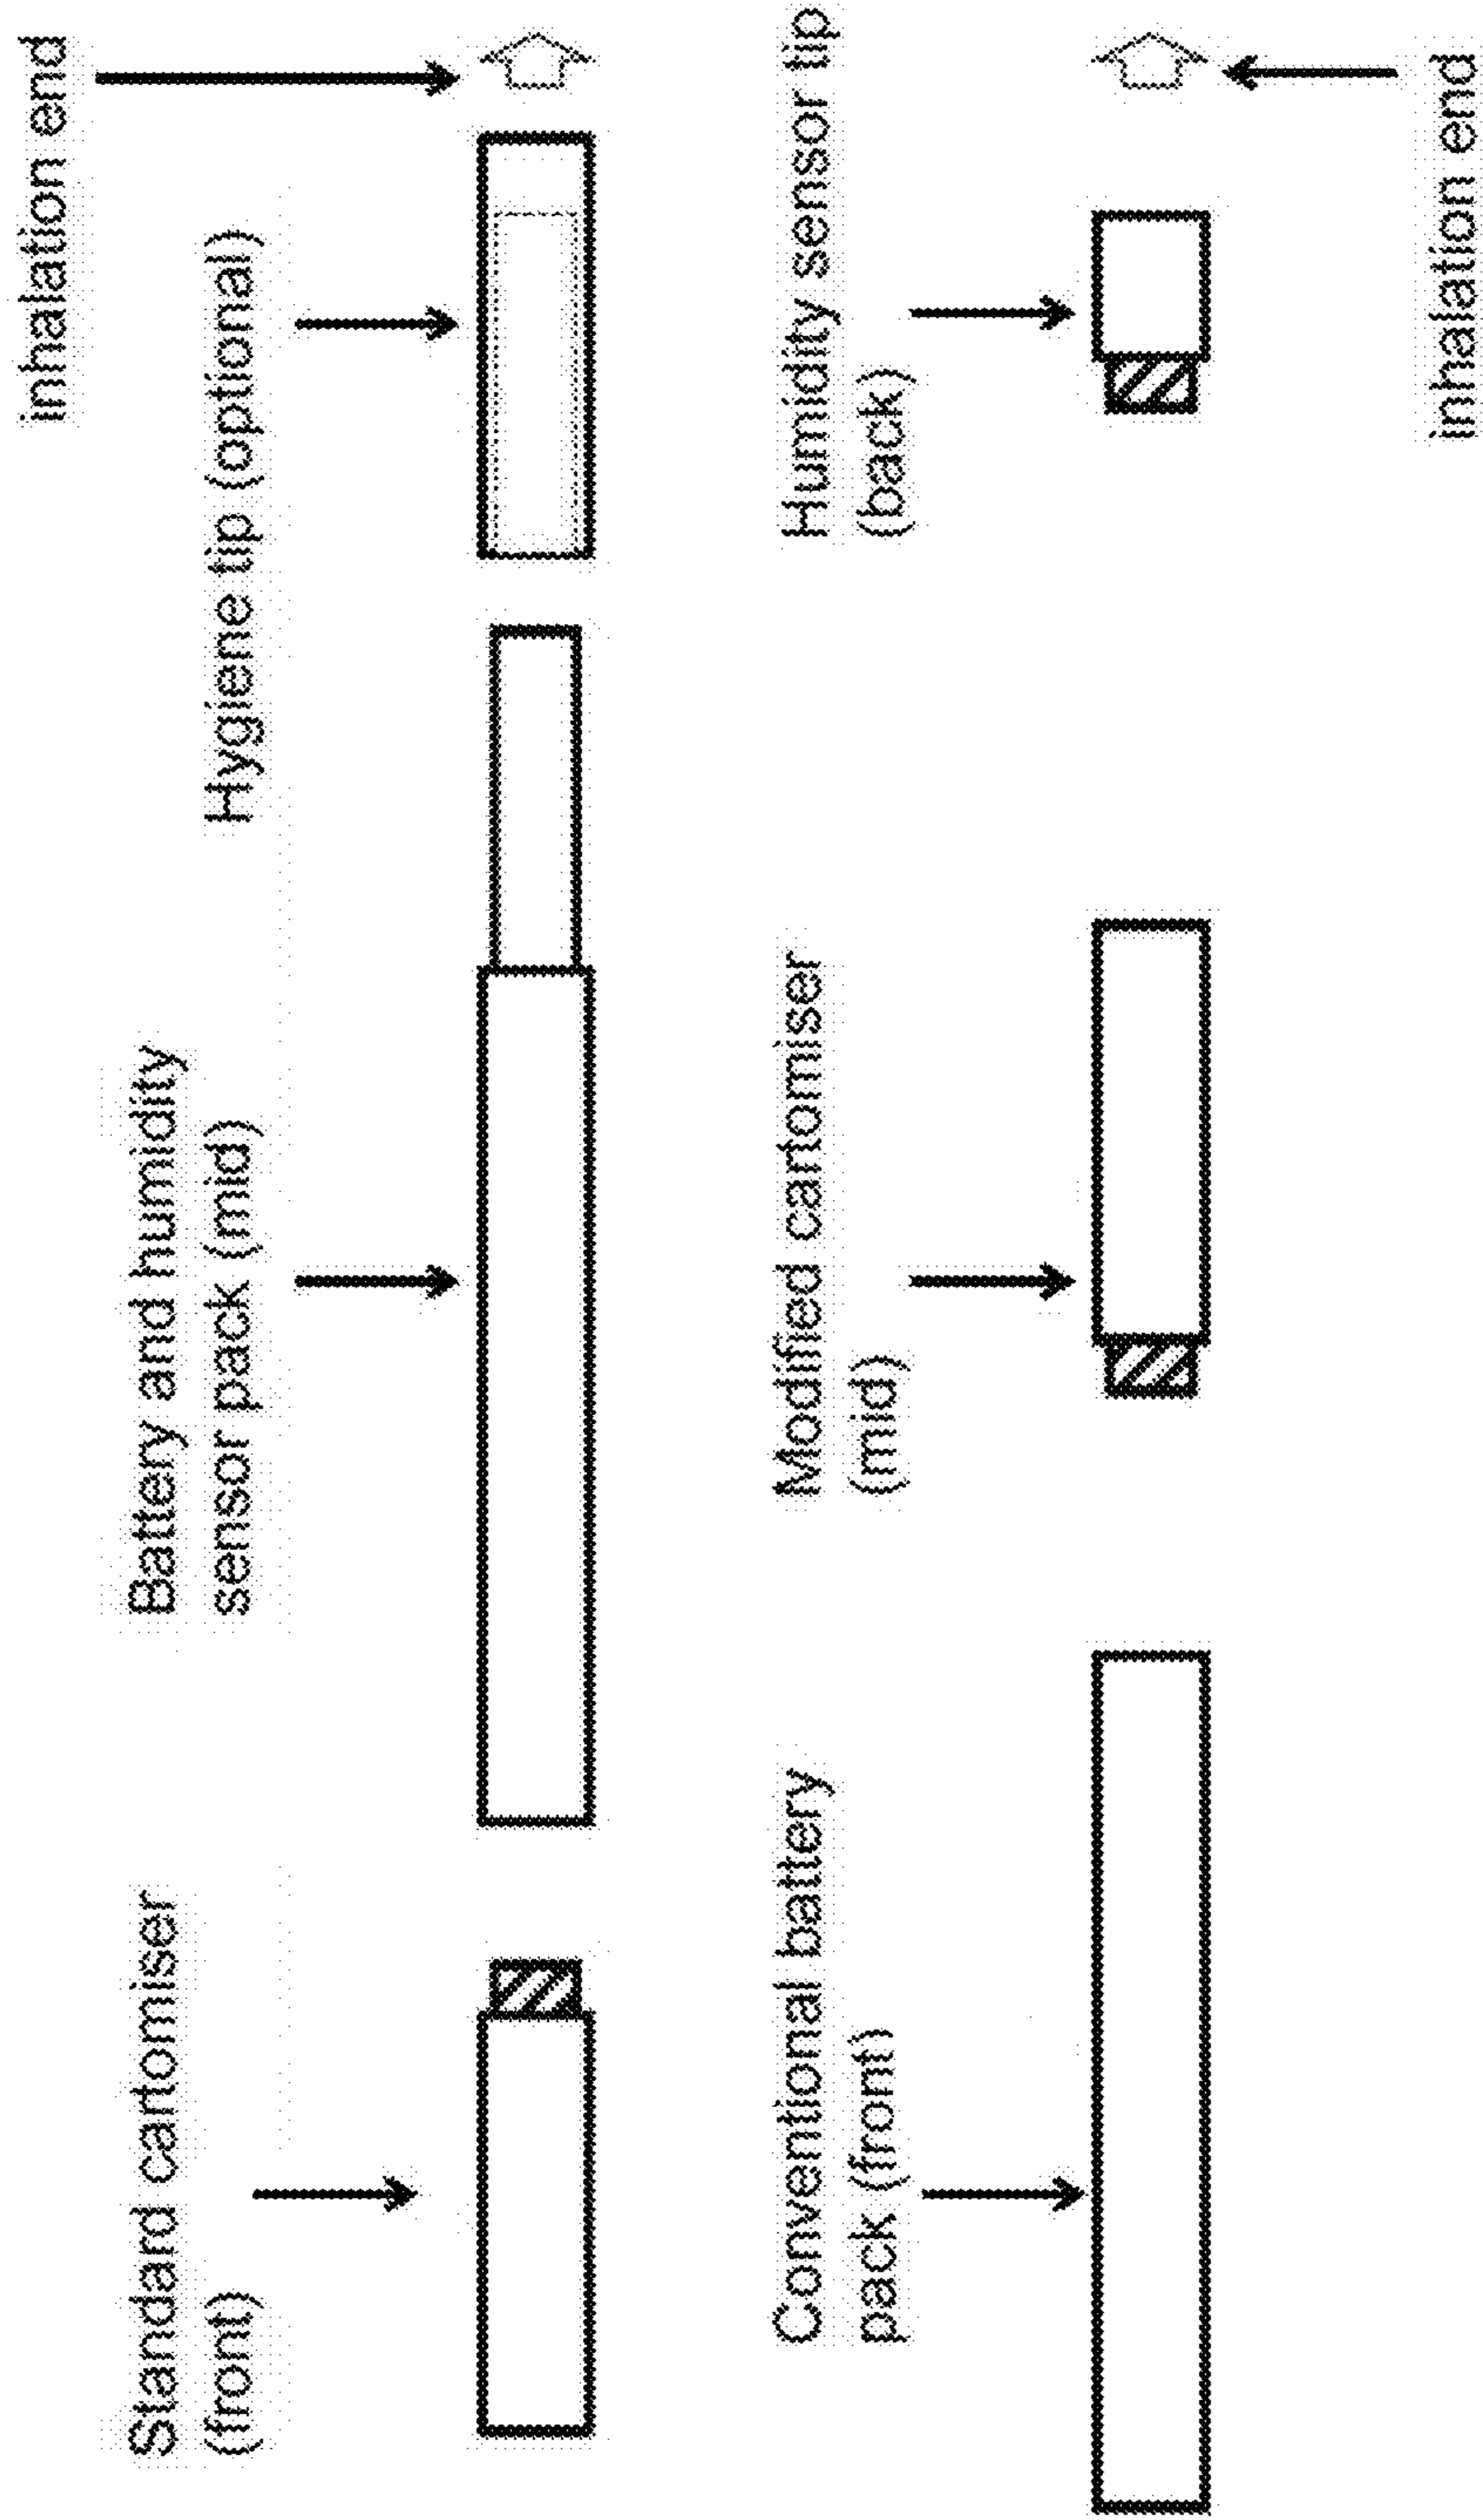 inhalation end
Standard cartomiser
(front)
Battery and humidity
sensor pack (mid)
Hygiene tip (optional)
Conventional battery
pack (front)
Modified cartomiser
(mid)
Humidity sensor tip
(back)
inhalation end